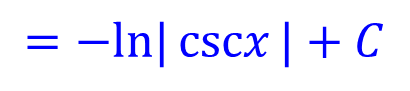 = −ln| cscx | + C